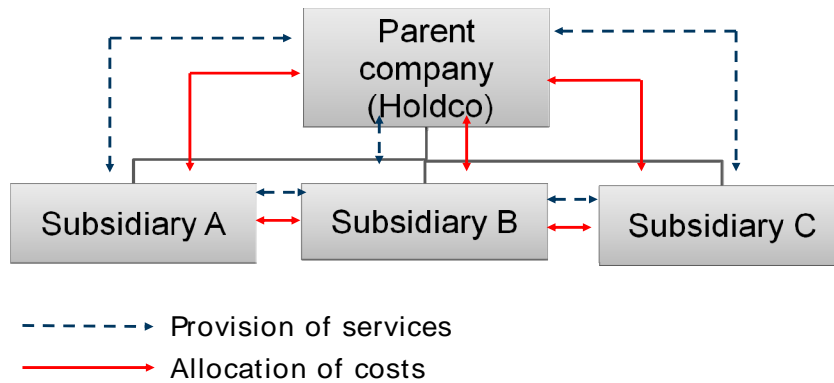 Parent
company
(Holdco)
Subsidiary A
Subsidiary B
Subsidiary C
Provision of services
Allocation of costs